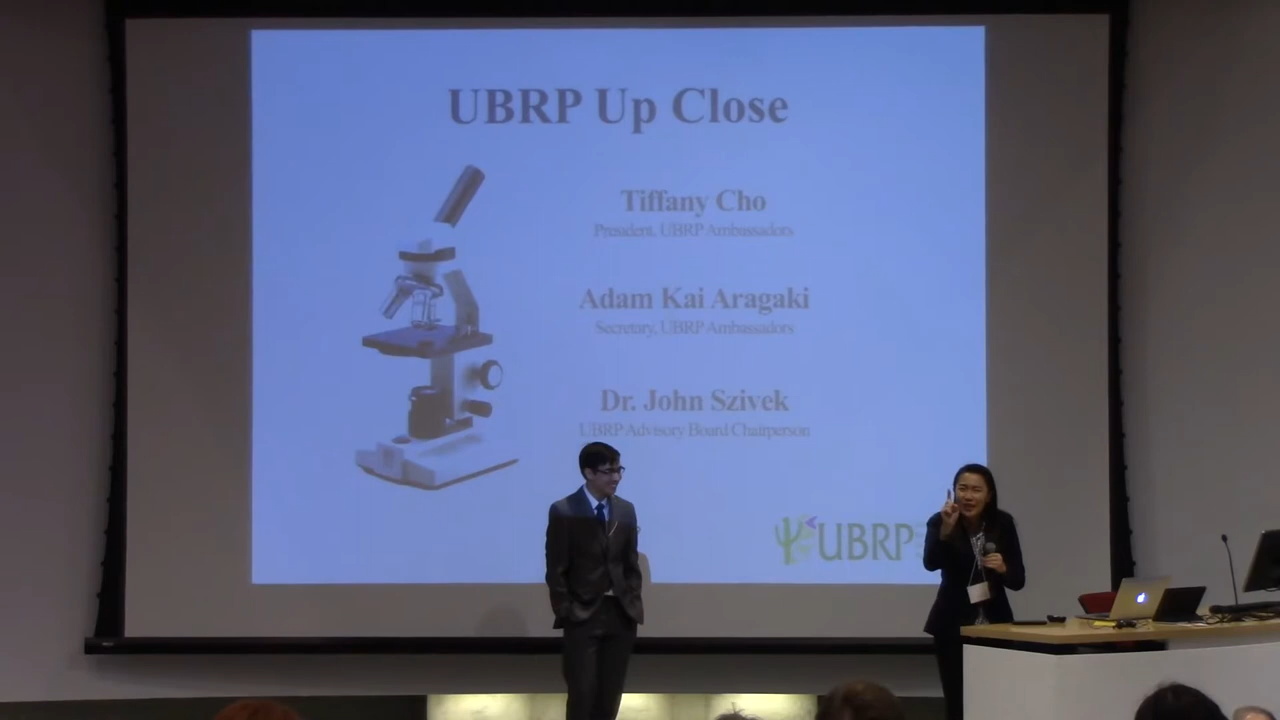 UBRP Up Close
Tiffany Cho
President, UBRP Ambassadors
Adam Kai Aragaki
Secretary, UBRP Ambassadors
Dr. John Szivek
UBRP Advisory Board Chairperson
UBRP